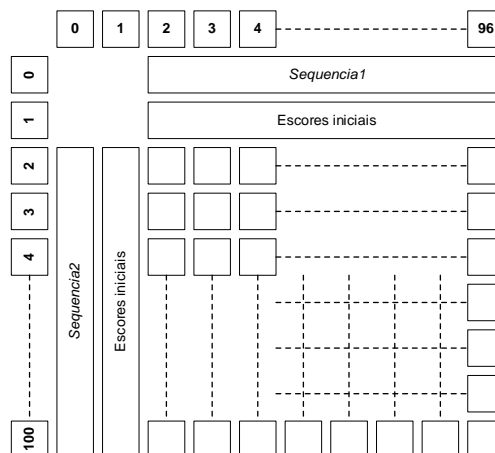 0 1 2 3 4 96
0 Sequencia1
1 Escores iniciais
2
3
4
Sequencia2
Escores iniciais
100